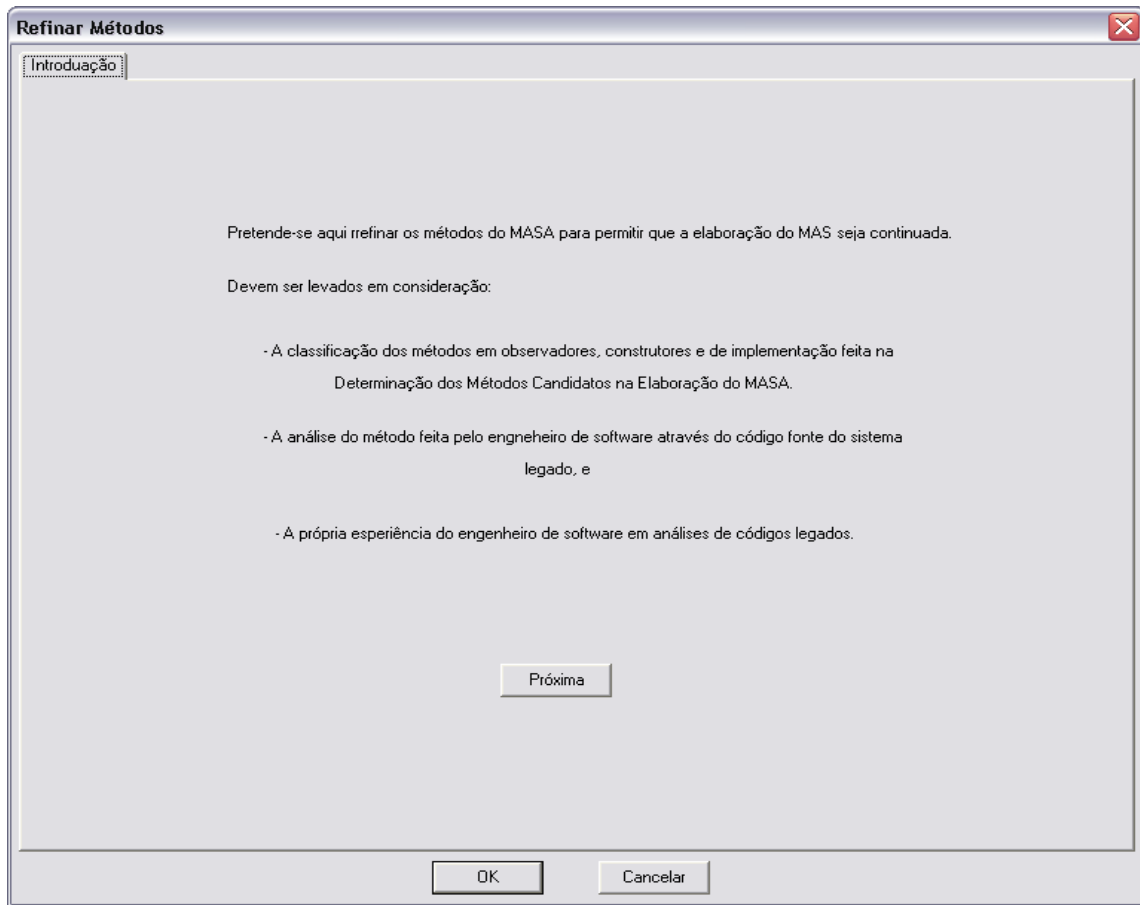 Refinar Métodos
Introduação
Pretende-se aqui rrefinar os métodos do MASA para permitir que a elaboração do MAS seja continuada.
Devem ser levados em consideração:
- A classificação dos métodos em observadores, construtores e de implementação feita na
Determinação dos Métodos Candidatos na Elaboração do MASA.
- A análise do método feita pelo engneheiro de software através do código fonte do sistema
legado, e
- A própria esperiência do engenheiro de software em análises de códigos legados.
Próxima
OK
Cancelar